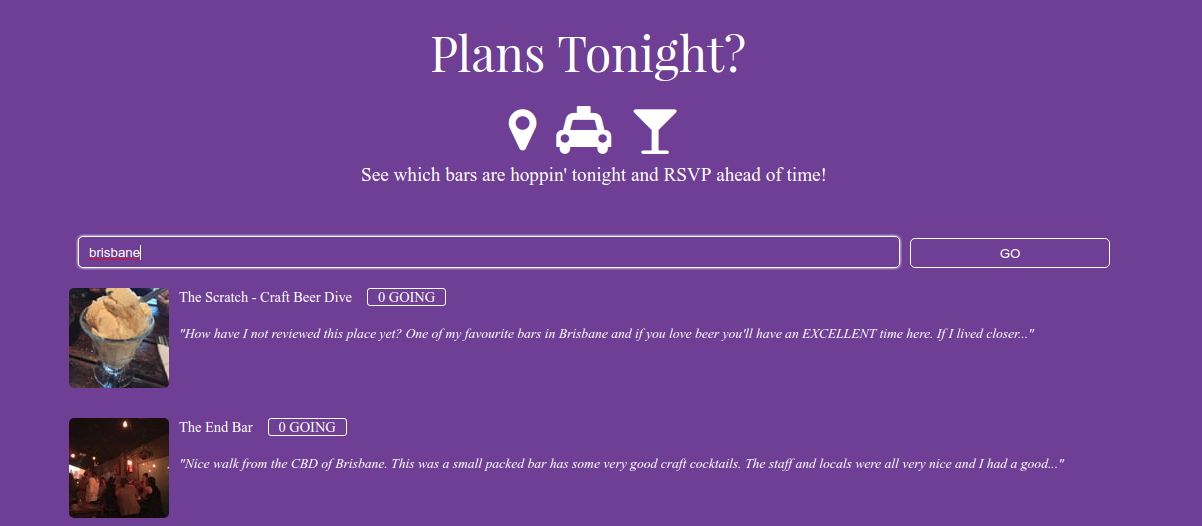 Plans Tonight?
See which bars are hoppin' tonight and RSVP ahead of time!
brisbane
GO
The Scratch - Craft Beer Dive
0 GOING
"How have I not reviewed this place yet? One of my favourite bars in Brisbane and if you love beer you'll have an EXCELLENT time here. If I lived closer..."
The End Bar
0 GOING
"Nice walk from the CBD of Brisbane. This was a small packed bar has some very good craft cocktails. The staff and locals were all very nice and I had a good..."